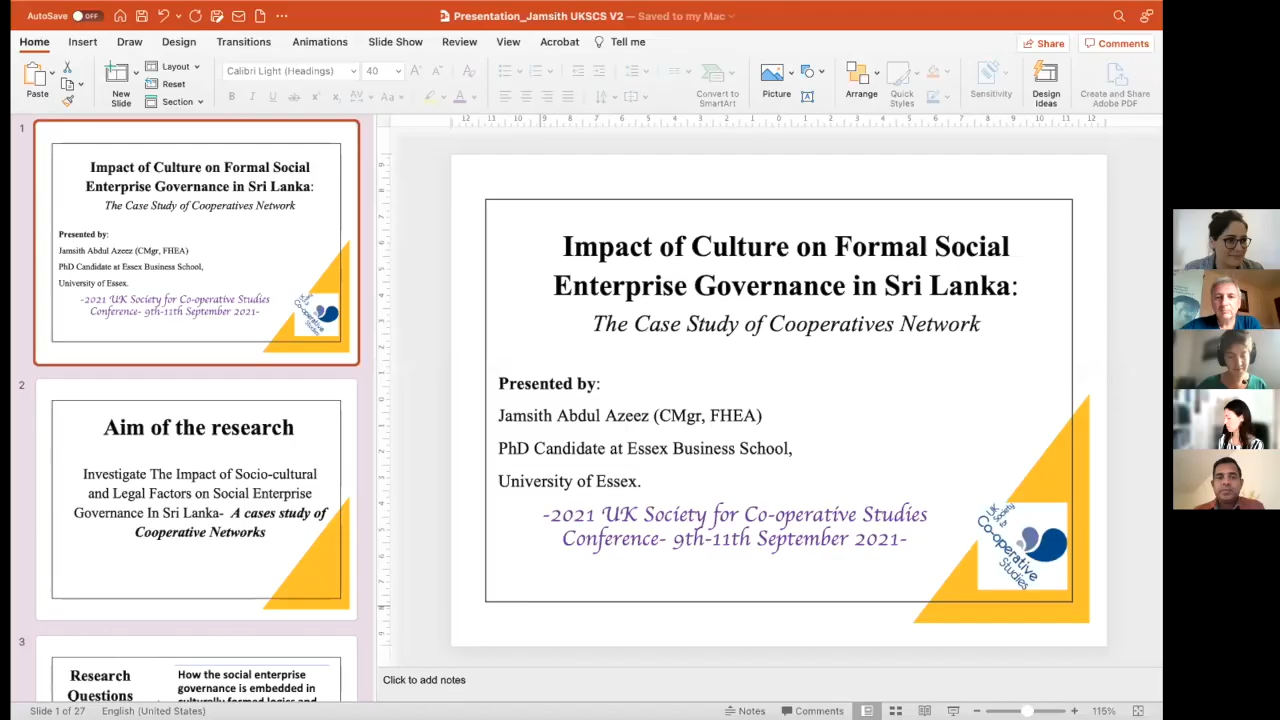 AutoSave OFF
Presentation_Jamsith UKSCS V2 — Saved to my Mac
Home Insert Draw Design Transitions Animations Slide Show Review View Acrobat Tell me
Share Comments
Paste
New
Slide
Layout
Reset
Section
Calibri Light (Headings) 40
Convert to
SmartArt
Picture
Arrange
Quick
Styles
Sensitivity
Design
Ideas
Create and Share
Adobe PDF
1
Impact of Culture on Formal Social
Enterprise Governance in Sri Lanka:
The Case Study of Cooperatives Network
Presented by:
Jamsith Abdul Azeez (CMgr, FHEA)
PhD Candidate at Essex Business School,
University of Essex.
-2021 UK Society for Co-operative Studies
Conference- 9th-11th September 2021-
2
Aim of the research
Investigate The Impact of Socio-cultural
and Legal Factors on Social Enterprise
Governance In Sri Lanka- A cases study of
Cooperative Networks
3
Research
Questions
How the social enterprise
governance is embedded in
culturally formed logics and
Impact of Culture on Formal Social
Enterprise Governance in Sri Lanka:
The Case Study of Cooperatives Network
Presented by:
Jamsith Abdul Azeez (CMgr, FHEA)
PhD Candidate at Essex Business School,
University of Essex.
-2021 UK Society for Co-operative Studies
Conference- 9th-11th September 2021-
UK Society
Co-operative
Studies
Click to add notes
Slide 1 of 27 English (United States) Notes Comments 115%